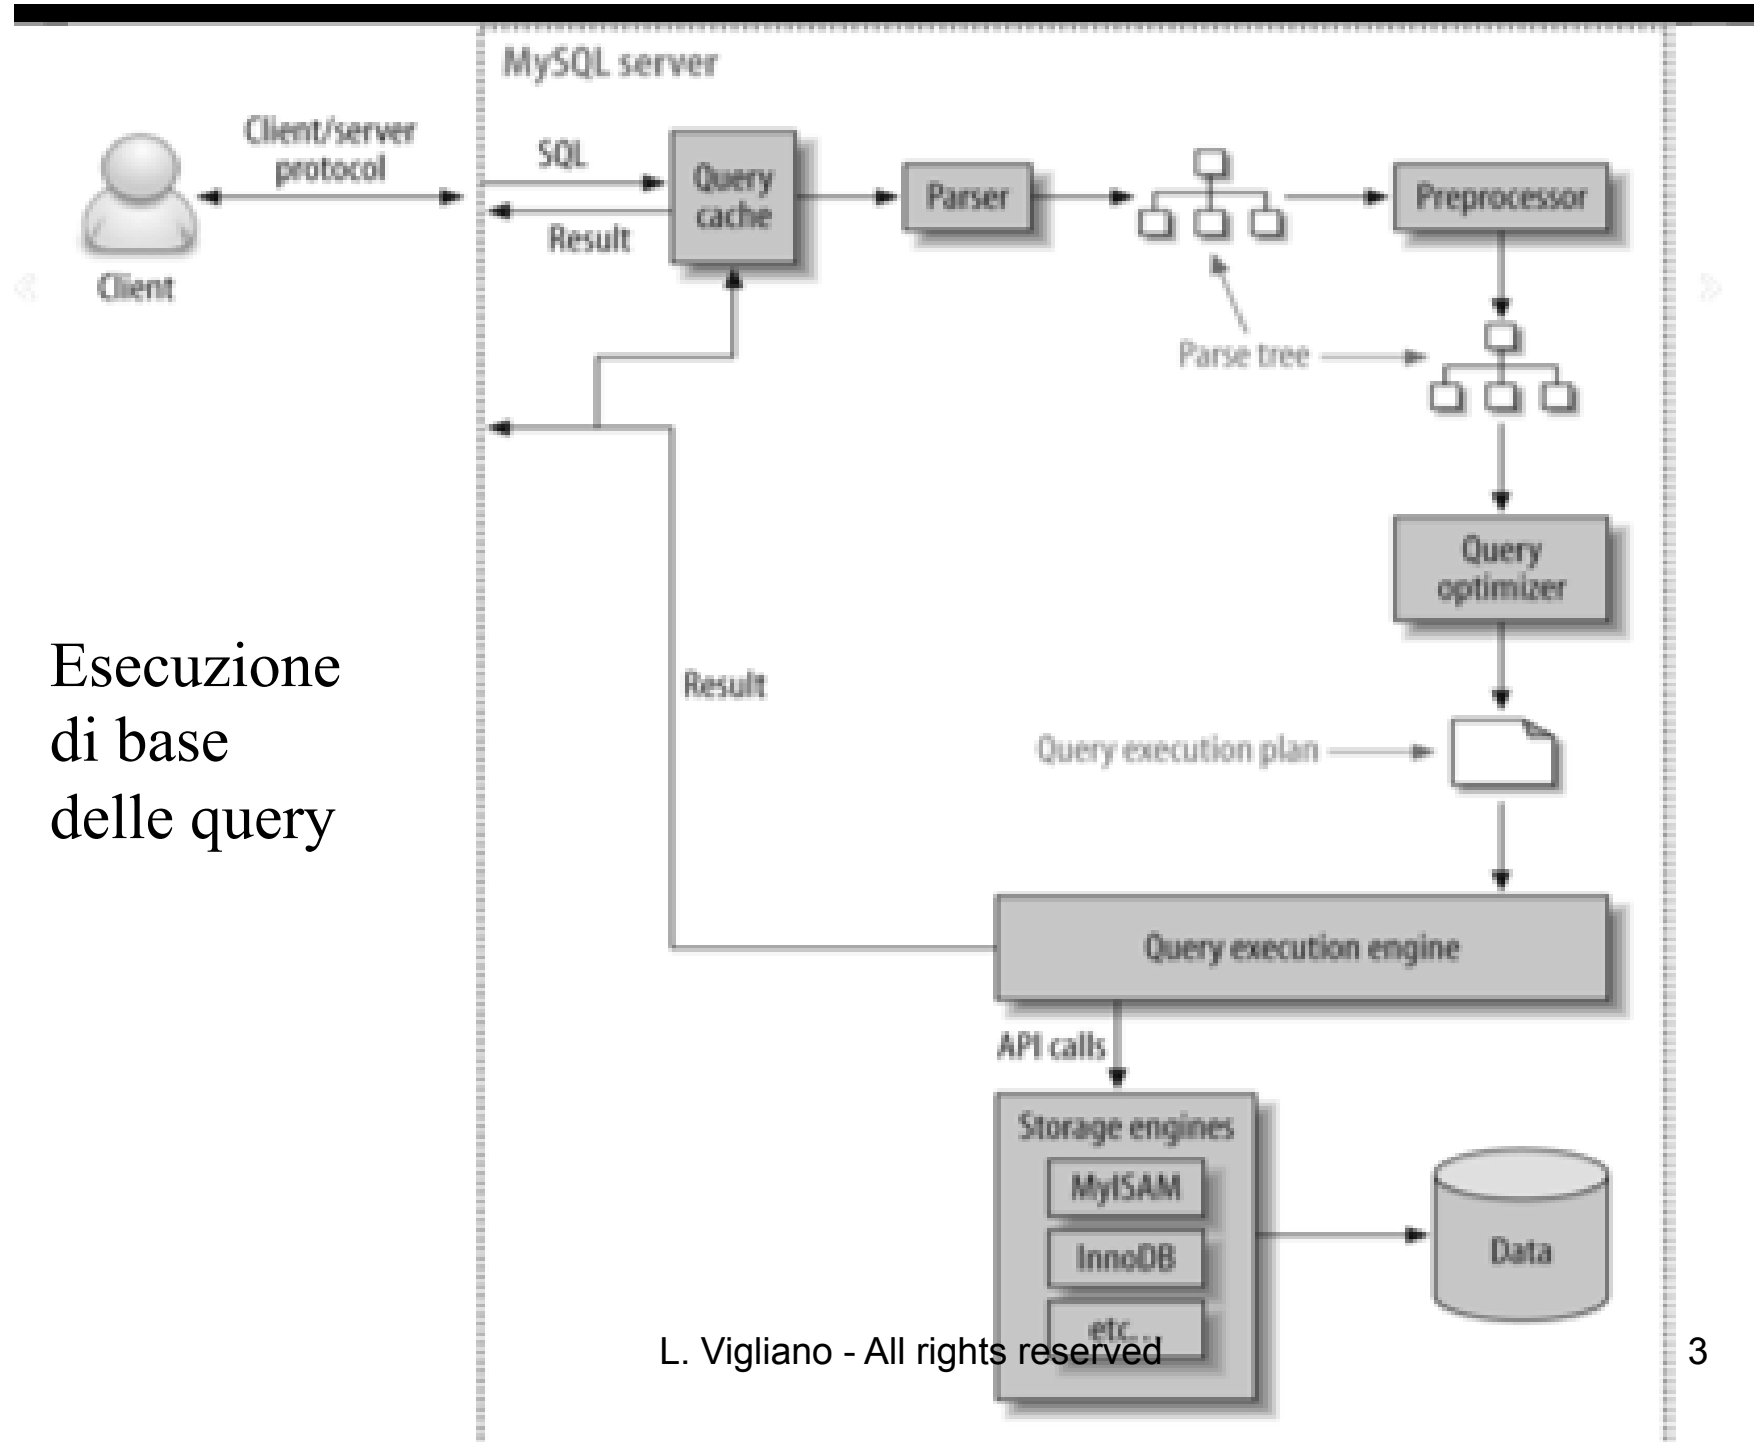 MySQL server
Client/server
protocol
SQL
Result
Client
Query
cache
Parser
Preprocessor
Parse tree
Query
optimizer
Esecuzione
di base
delle query
Result
Query execution plan
Query execution engine
API calls
Storage engines
MyISAM
InnoDB
etc...
Data
L. Vigliano - All rights reserved
3